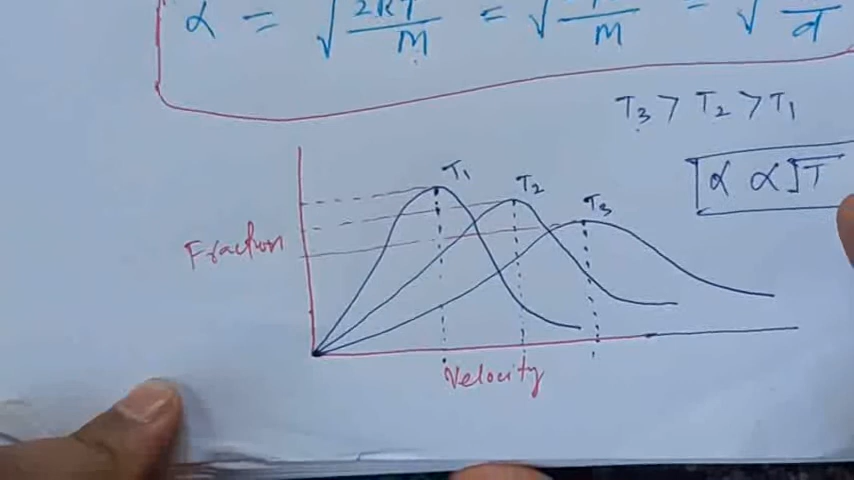 α = √2RT/M = √ /M = √ /d
T₃ > T₂ > T₁
α α √T
T₁
T₂
T₃
Fraction
Velocity